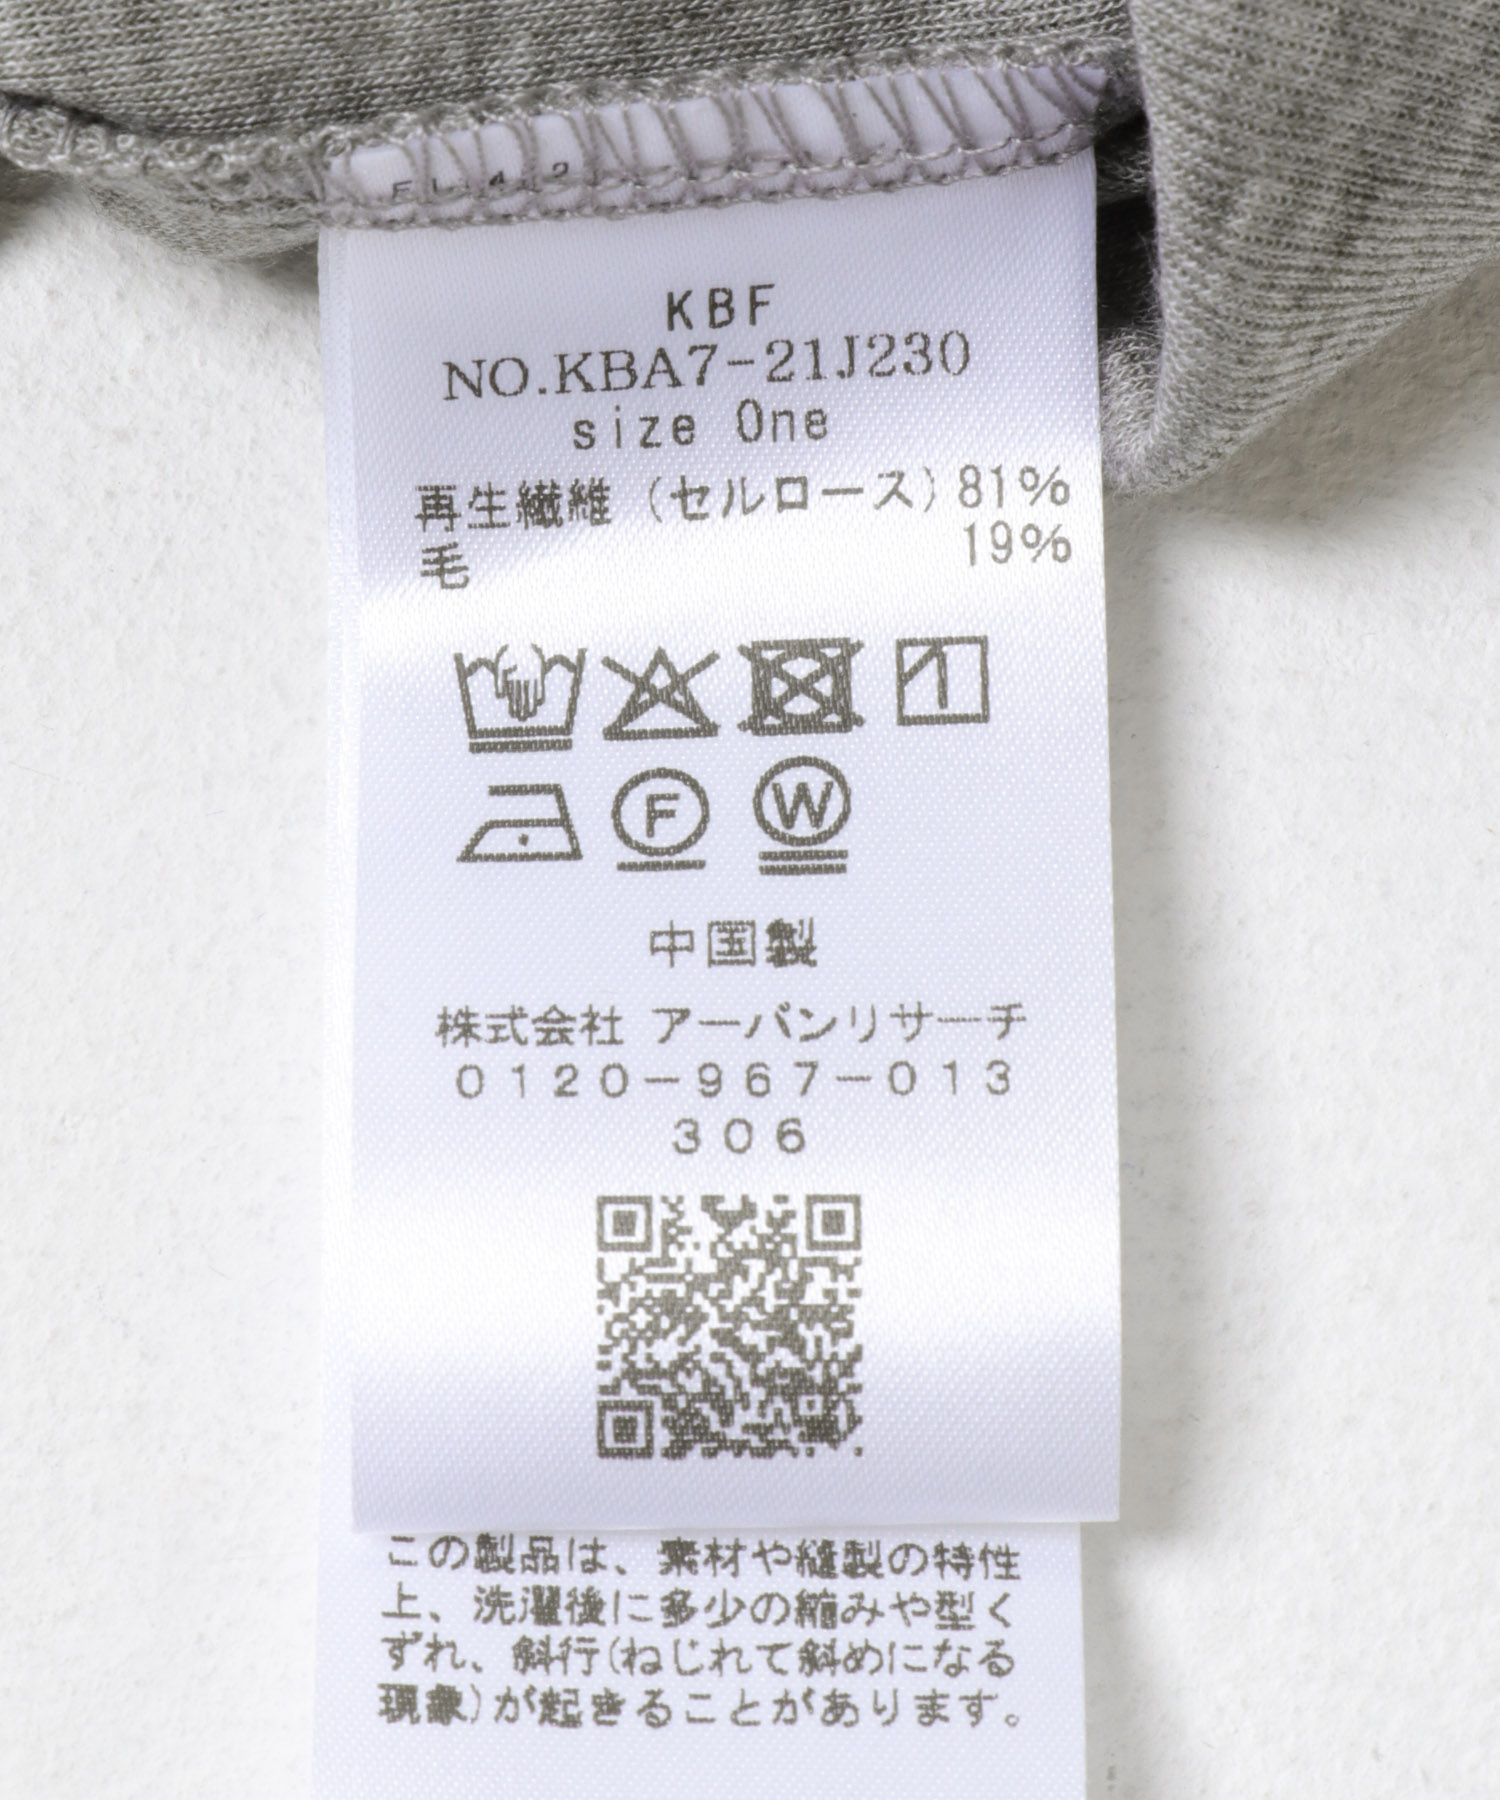 KBF
NO.KBA7-21J230
size One
再生繊維(セルロース)81%
毛 19%
F
W
中国製
株式会社 アーバンリサーチ
0120-967-013
306
この製品は、素材や縫製の特性
上、洗濯後に多少の縮みや型く
ずれ、斜行(ねじれて斜めになる
現象)が起きることがあります。